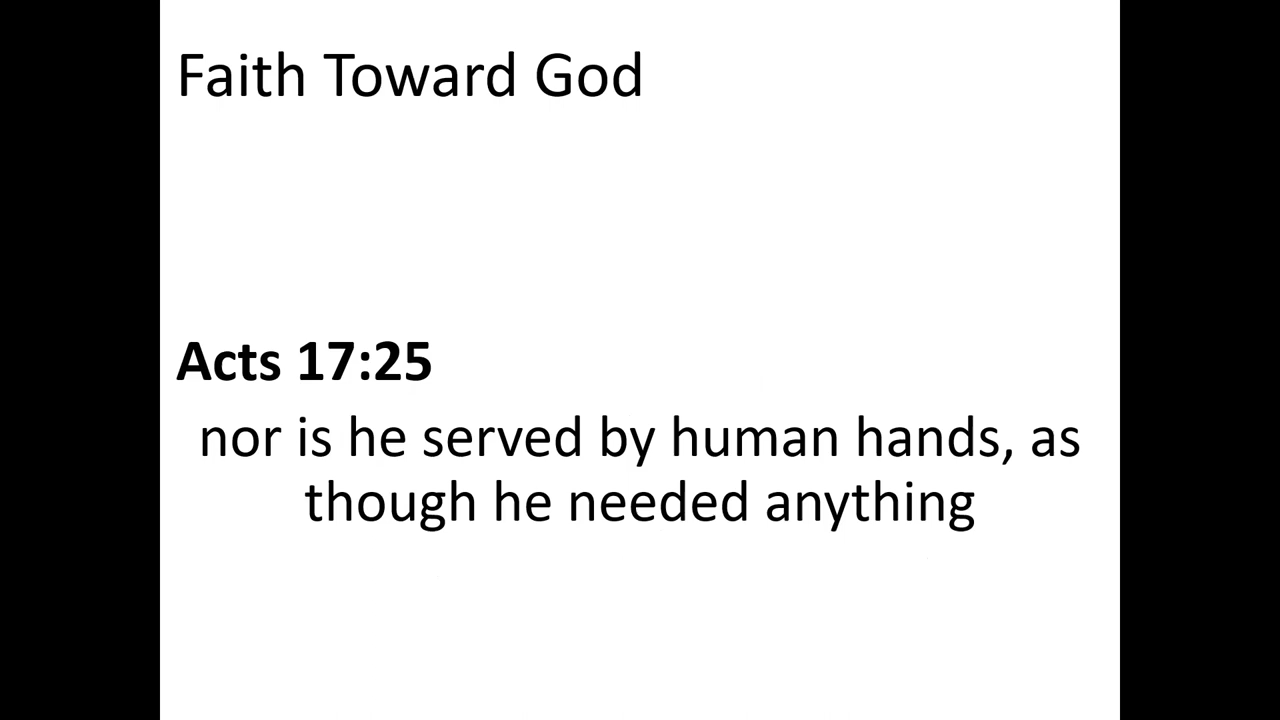 Faith Toward God
Acts 17:25
nor is he served by human hands, as
though he needed anything